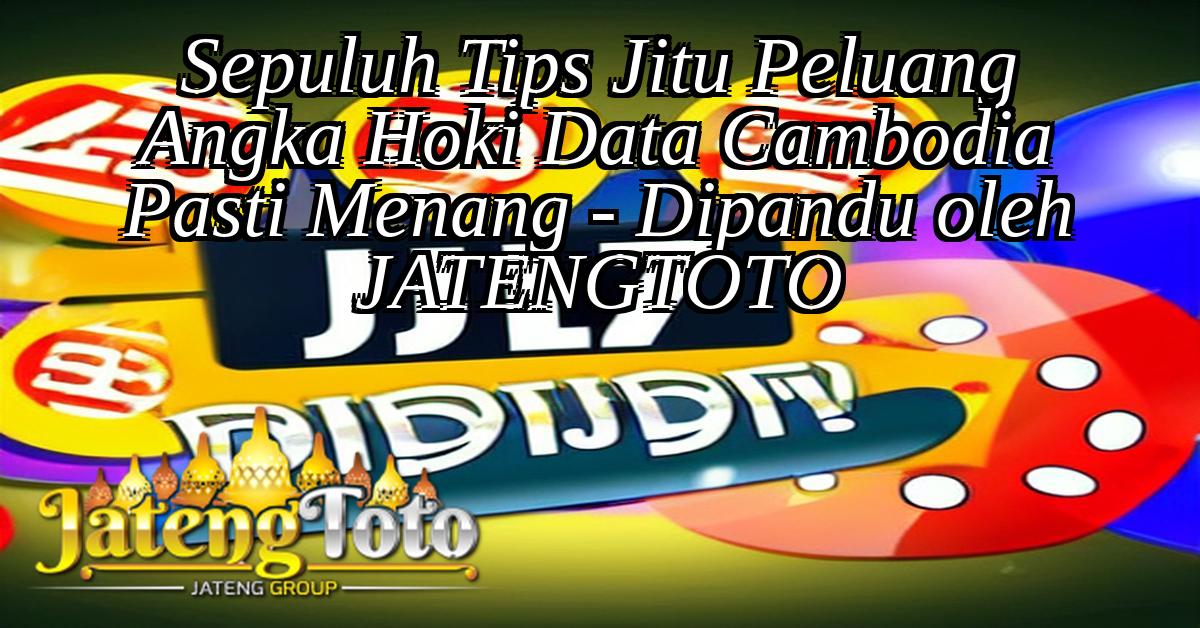 Sepuluh Tips Jitu Peluang
Angka Hoki Data Cambodia
Pasti Menang - Dipandu oleh
JATENGTOTO
JatengToto
JATENG GROUP